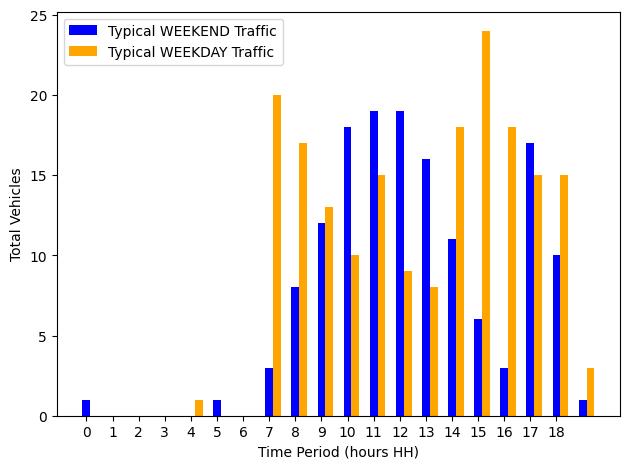 Typical WEEKEND Traffic
Typical WEEKDAY Traffic
25
20
15
10
5
0
Total Vehicles
0 1 2 3 4 5 6 7 8 9 10 11 12 13 14 15 16 17 18
Time Period (hours HH)